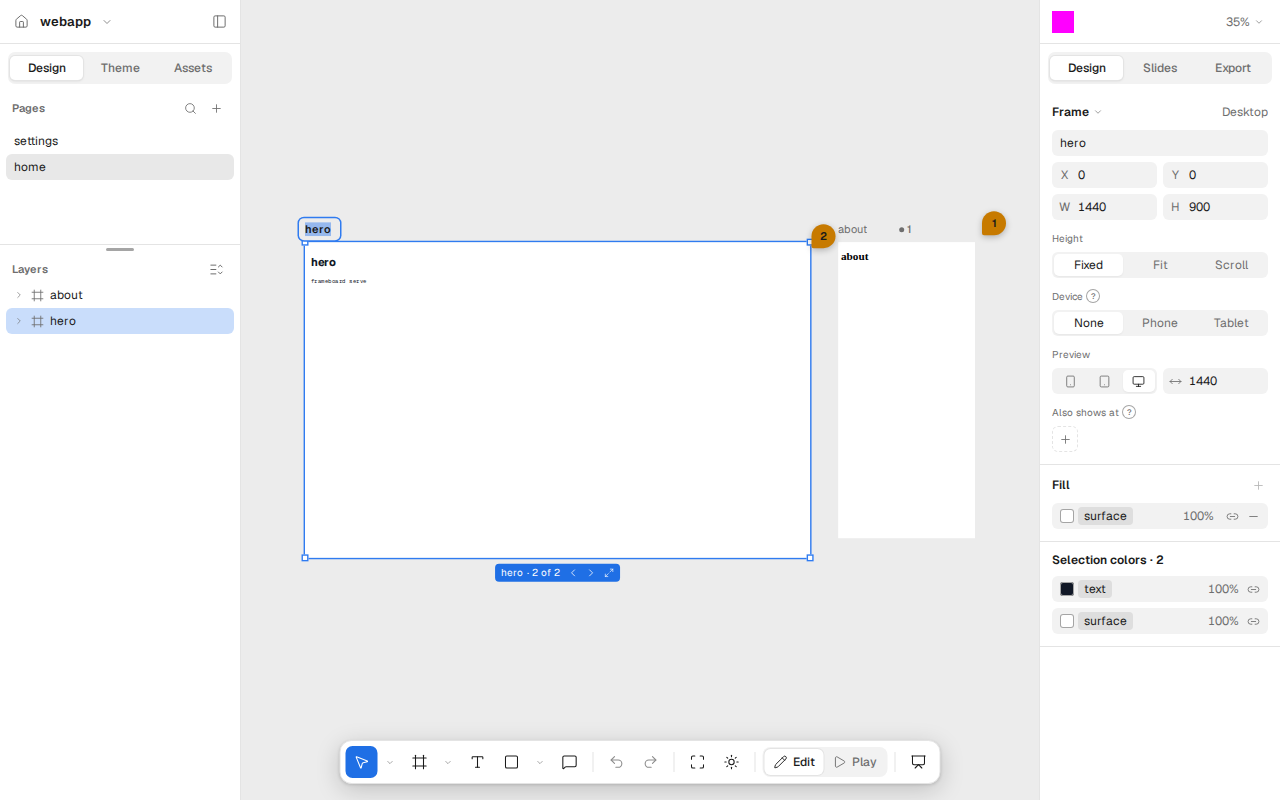 webapp
Design Theme Assets
Pages
settings
home
Layers
about
hero
hero
2
about 1
1
hero
frameboard serve
about
hero · 2 of 2
Edit Play
35%
Design Slides Export
Frame Desktop
hero
X 0 Y 0
W 1440 H 900
Height
Fixed Fit Scroll
Device ?
None Phone Tablet
Preview
1440
Also shows at ?
Fill
surface 100%
Selection colors · 2
text 100%
surface 100%